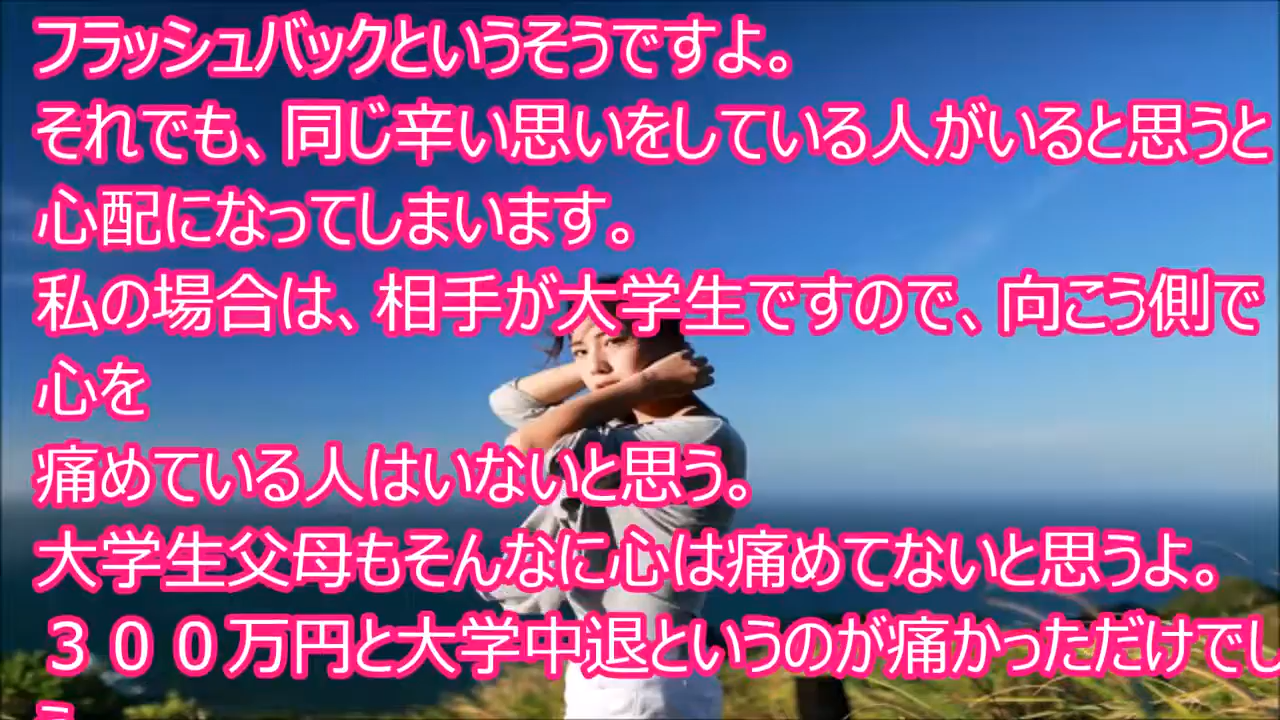 フラッシュバックというそうですよ。
それでも、同じ辛い思いをしている人がいると思うと
心配になってしまいます。
私の場合は、相手が大学生ですので、向こう側で
心を
痛めている人はいないと思う。
大学生父母もそんなに心は痛めてないと思うよ。
３００万円と大学中退というのが痛かっただけでし